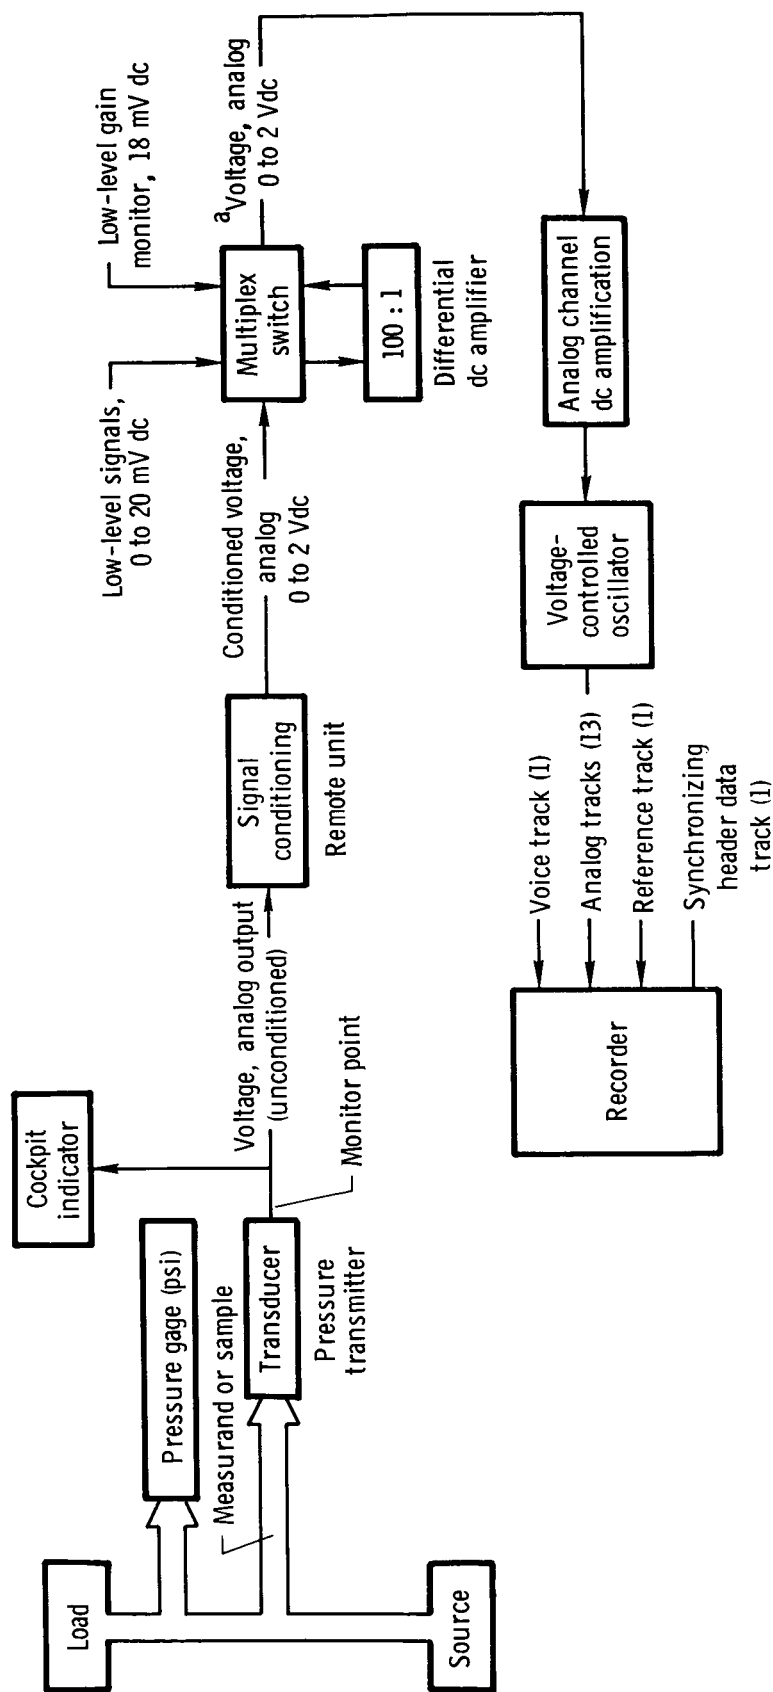 Load
Source
Pressure gage (psi)
Measurand or sample
Transducer
Pressure
transmitter
Cockpit
indicator
Monitor point
Voltage, analog output
(unconditioned)
Signal
conditioning
Remote unit
Conditioned voltage,
analog
0 to 2 Vdc
Low-level signals,
0 to 20 mV dc
Low-level gain
monitor, 18 mV dc
Multiplex
switch
100 : 1
Differential
dc amplifier
aVoltage, analog
0 to 2 Vdc
Analog channel
dc amplification
Voltage-
controlled
oscillator
Voice track (1)
Analog tracks (13)
Reference track (1)
Synchronizing
header data
track (1)
Recorder